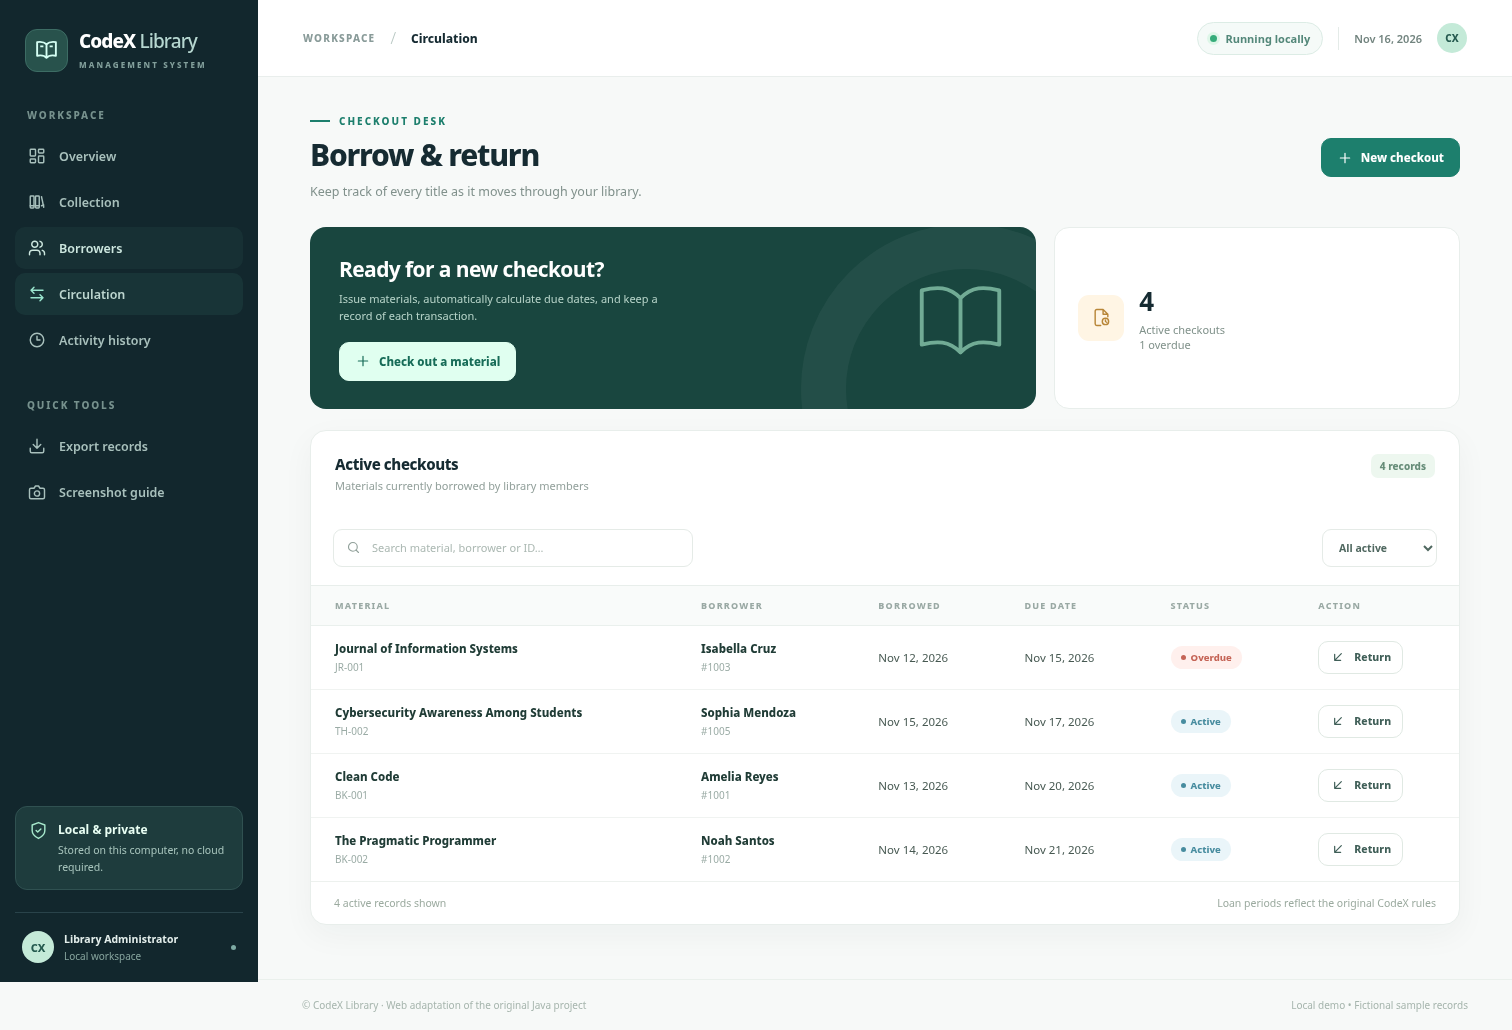 CodeX Library
MANAGEMENT SYSTEM
WORKSPACE
Overview
Collection
Borrowers
Circulation
Activity history
QUICK TOOLS
Export records
Screenshot guide
Local & private
Stored on this computer, no cloud
required.
CX
Library Administrator
Local workspace
WORKSPACE / Circulation
Running locally
Nov 16, 2026
CX
CHECKOUT DESK
Borrow & return
Keep track of every title as it moves through your library.
New checkout
Ready for a new checkout?
Issue materials, automatically calculate due dates, and keep a
record of each transaction.
Check out a material
4
Active checkouts
1 overdue
Active checkouts
Materials currently borrowed by library members
4 records
Search material, borrower or ID...
All active
MATERIAL BORROWER BORROWED DUE DATE STATUS ACTION
Journal of Information Systems Isabella Cruz Nov 12, 2026 Nov 15, 2026 Overdue Return
JR-001 #1003
Cybersecurity Awareness Among Students Sophia Mendoza Nov 15, 2026 Nov 17, 2026 Active Return
TH-002 #1005
Clean Code Amelia Reyes Nov 13, 2026 Nov 20, 2026 Active Return
BK-001 #1001
The Pragmatic Programmer Noah Santos Nov 14, 2026 Nov 21, 2026 Active Return
BK-002 #1002
4 active records shown Loan periods reflect the original CodeX rules
© CodeX Library · Web adaptation of the original Java project Local demo • Fictional sample records